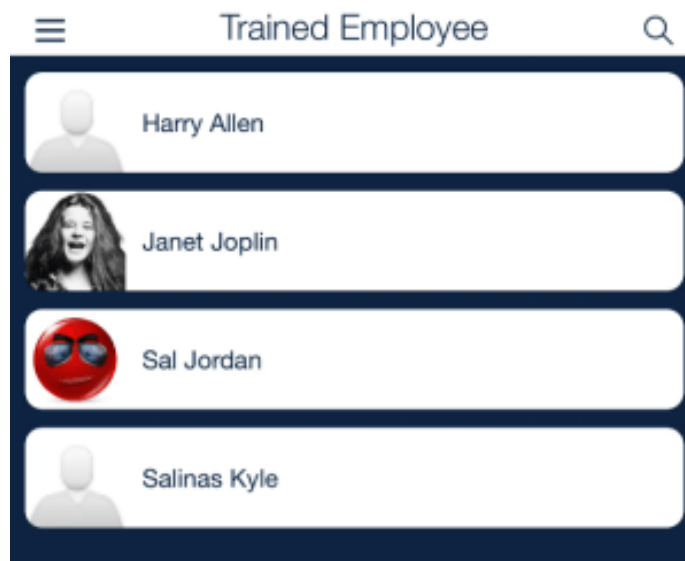 Trained Employee
Harry Allen
Janet Joplin
Sal Jordan
Salinas Kyle